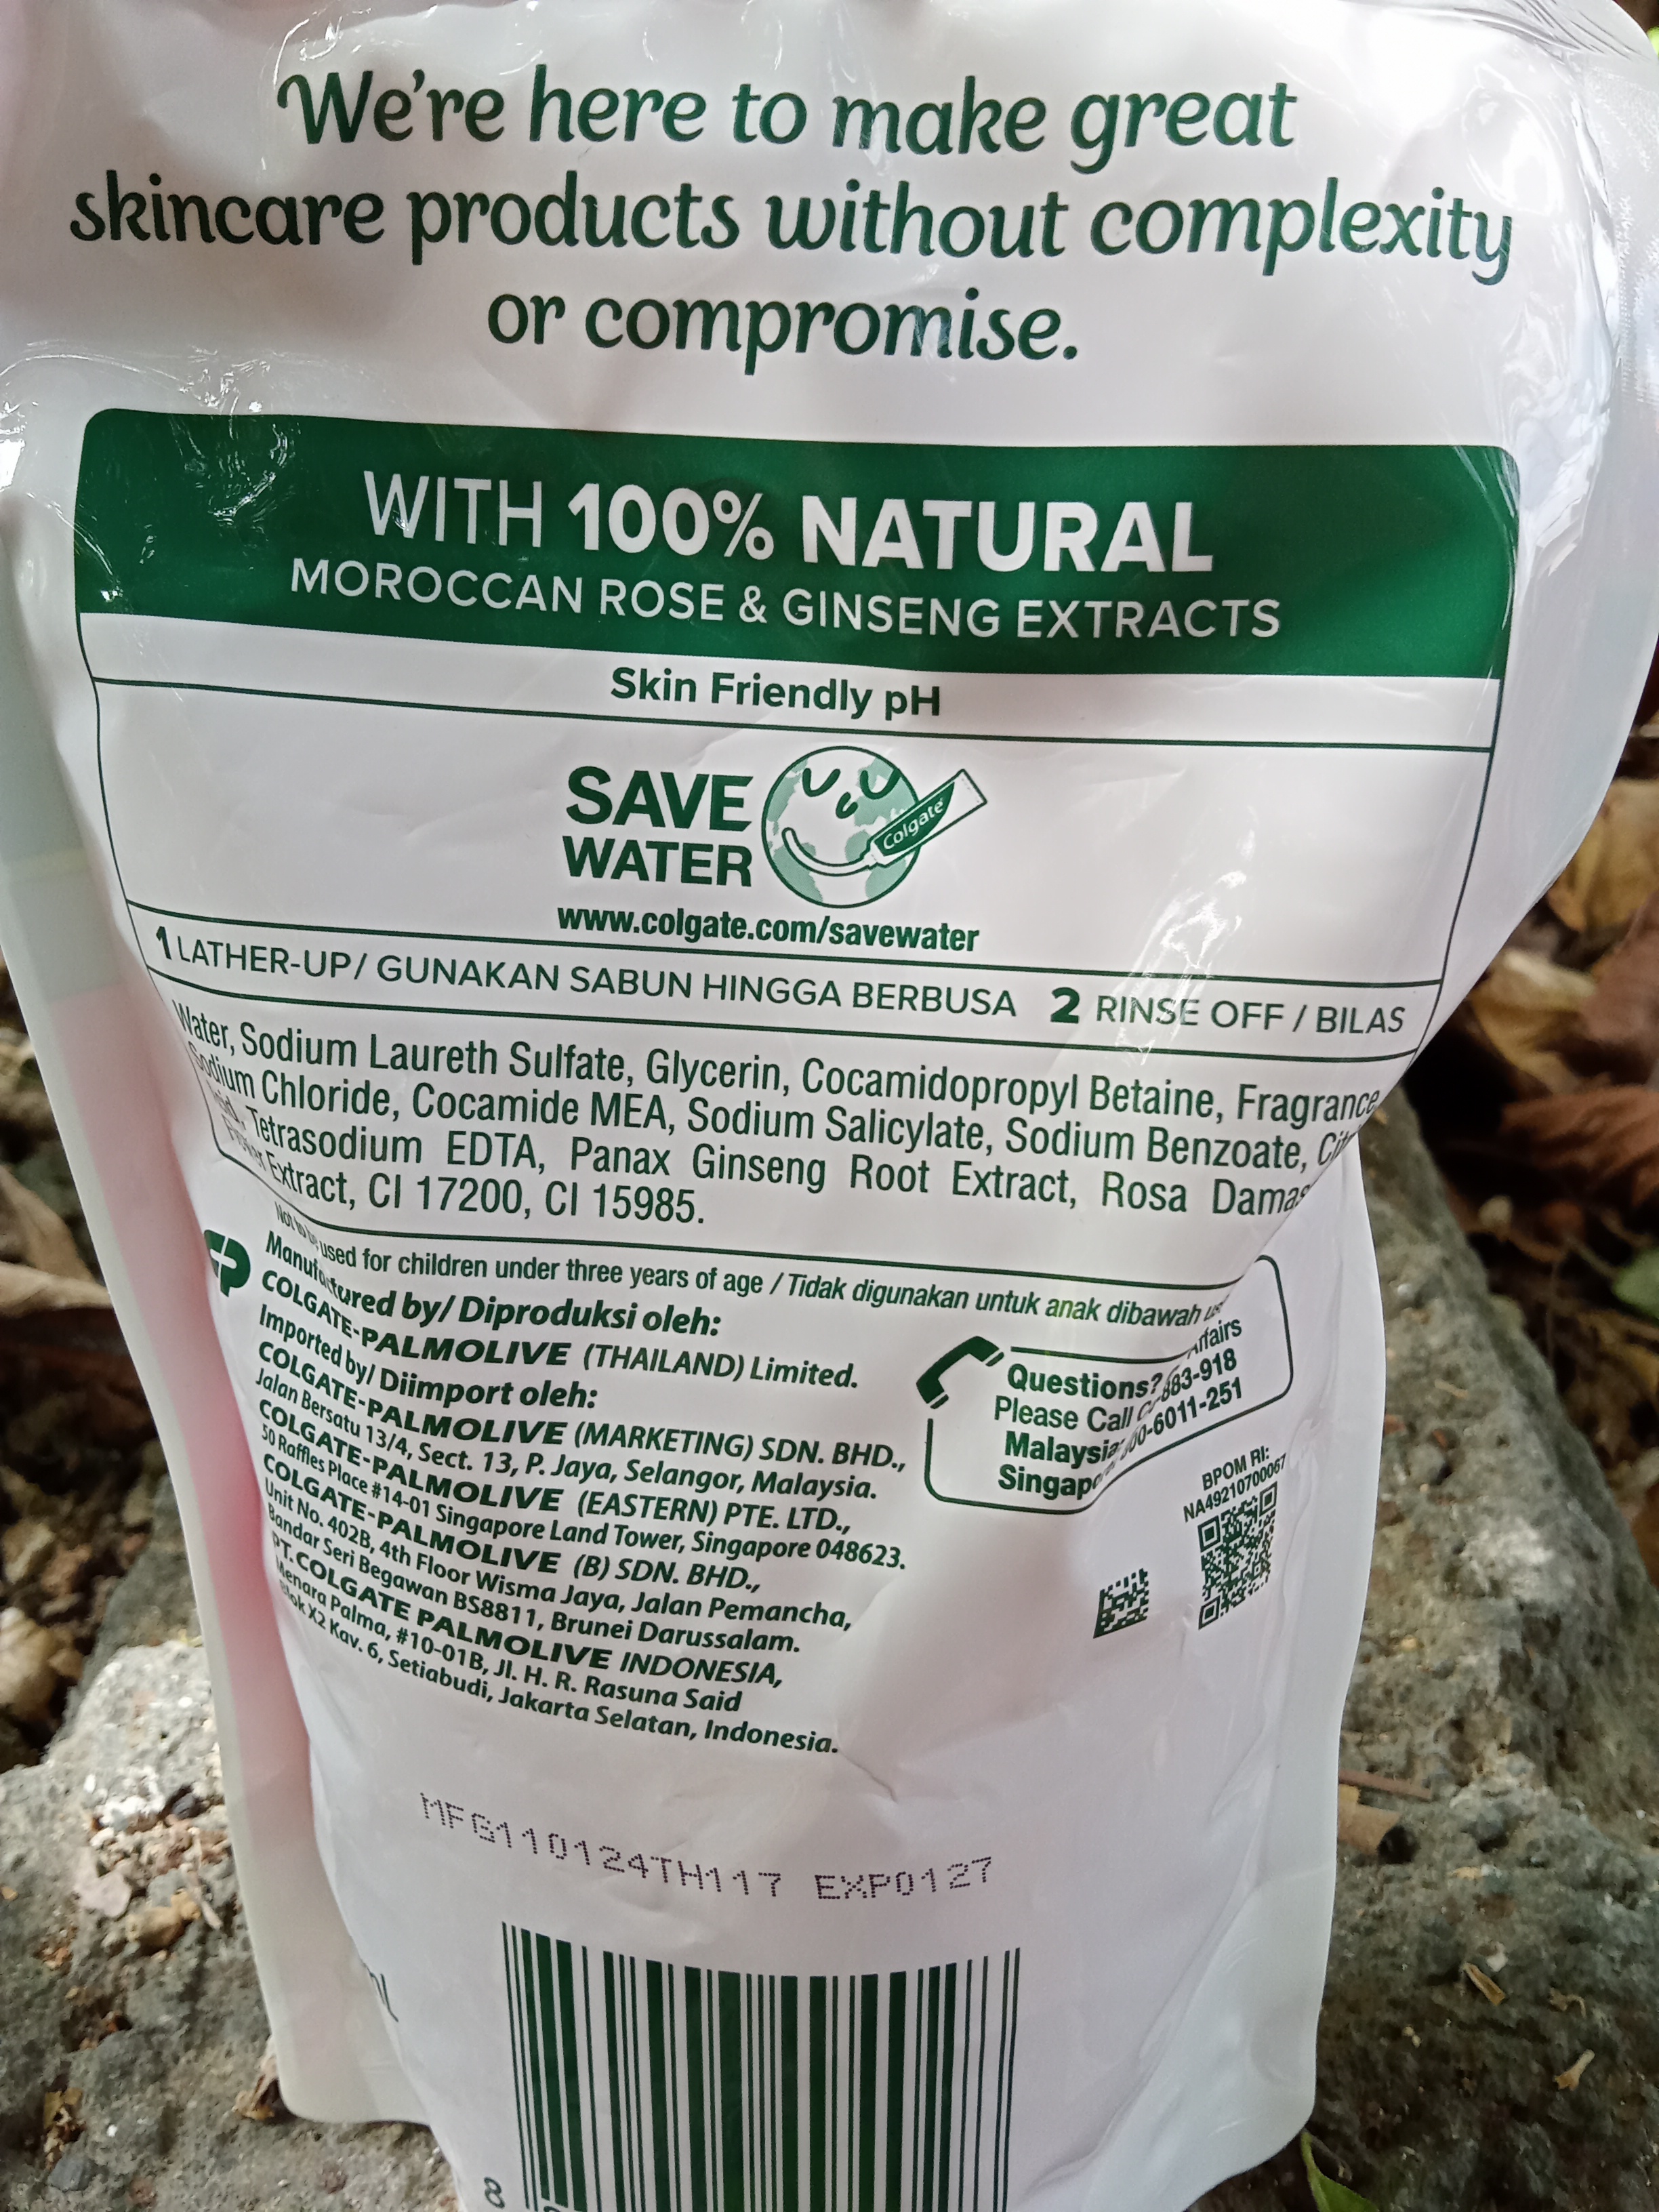 We're here to make great
skincare products without complexity
or compromise.
WITH 100% NATURAL
MOROCCAN ROSE & GINSENG EXTRACTS
Skin Friendly pH
SAVE
WATER
Colgate
www.colgate.com/savewater
1 LATHER-UP/ GUNAKAN SABUN HINGGA BERBUSA 2 RINSE OFF / BILAS
Water, Sodium Laureth Sulfate, Glycerin, Cocamidopropyl Betaine, Fragrance,
Sodium Chloride, Cocamide MEA, Sodium Salicylate, Sodium Benzoate,
Tetrasodium EDTA, Panax Ginseng Root Extract, Rosa
Extract, CI 17200, CI 15985.
Not to be used for children under three years of age / Tidak digunakan untuk anak dibawah
CP
Manufactured by/ Diproduksi oleh:
COLGATE-PALMOLIVE (THAILAND) Limited.
Imported by/ Diimport oleh:
COLGATE-PALMOLIVE (MARKETING) SDN. BHD.,
Jalan Bersatu 13/4, Sect. 13, P. Jaya, Selangor, Malaysia.
COLGATE-PALMOLIVE (EASTERN) PTE. LTD.,
50 Raffles Place #14-01 Singapore Land Tower, Singapore 048623.
COLGATE-PALMOLIVE (B) SDN. BHD.,
Unit No. 402B, 4th Floor Wisma Jaya, Jalan Pemancha,
Bandar Seri Begawan BS8811, Brunei Darussalam.
PT. COLGATE PALMOLIVE INDONESIA,
Menara Palma, #10-01B, Jl. H. R. Rasuna Said
Blok X2 Kav. 6, Setiabudi, Jakarta Selatan, Indonesia.
Questions?
Please Call
Malaysia
BPOM RI:
NA49210700067
MFG110124TH117 EXP0127
8